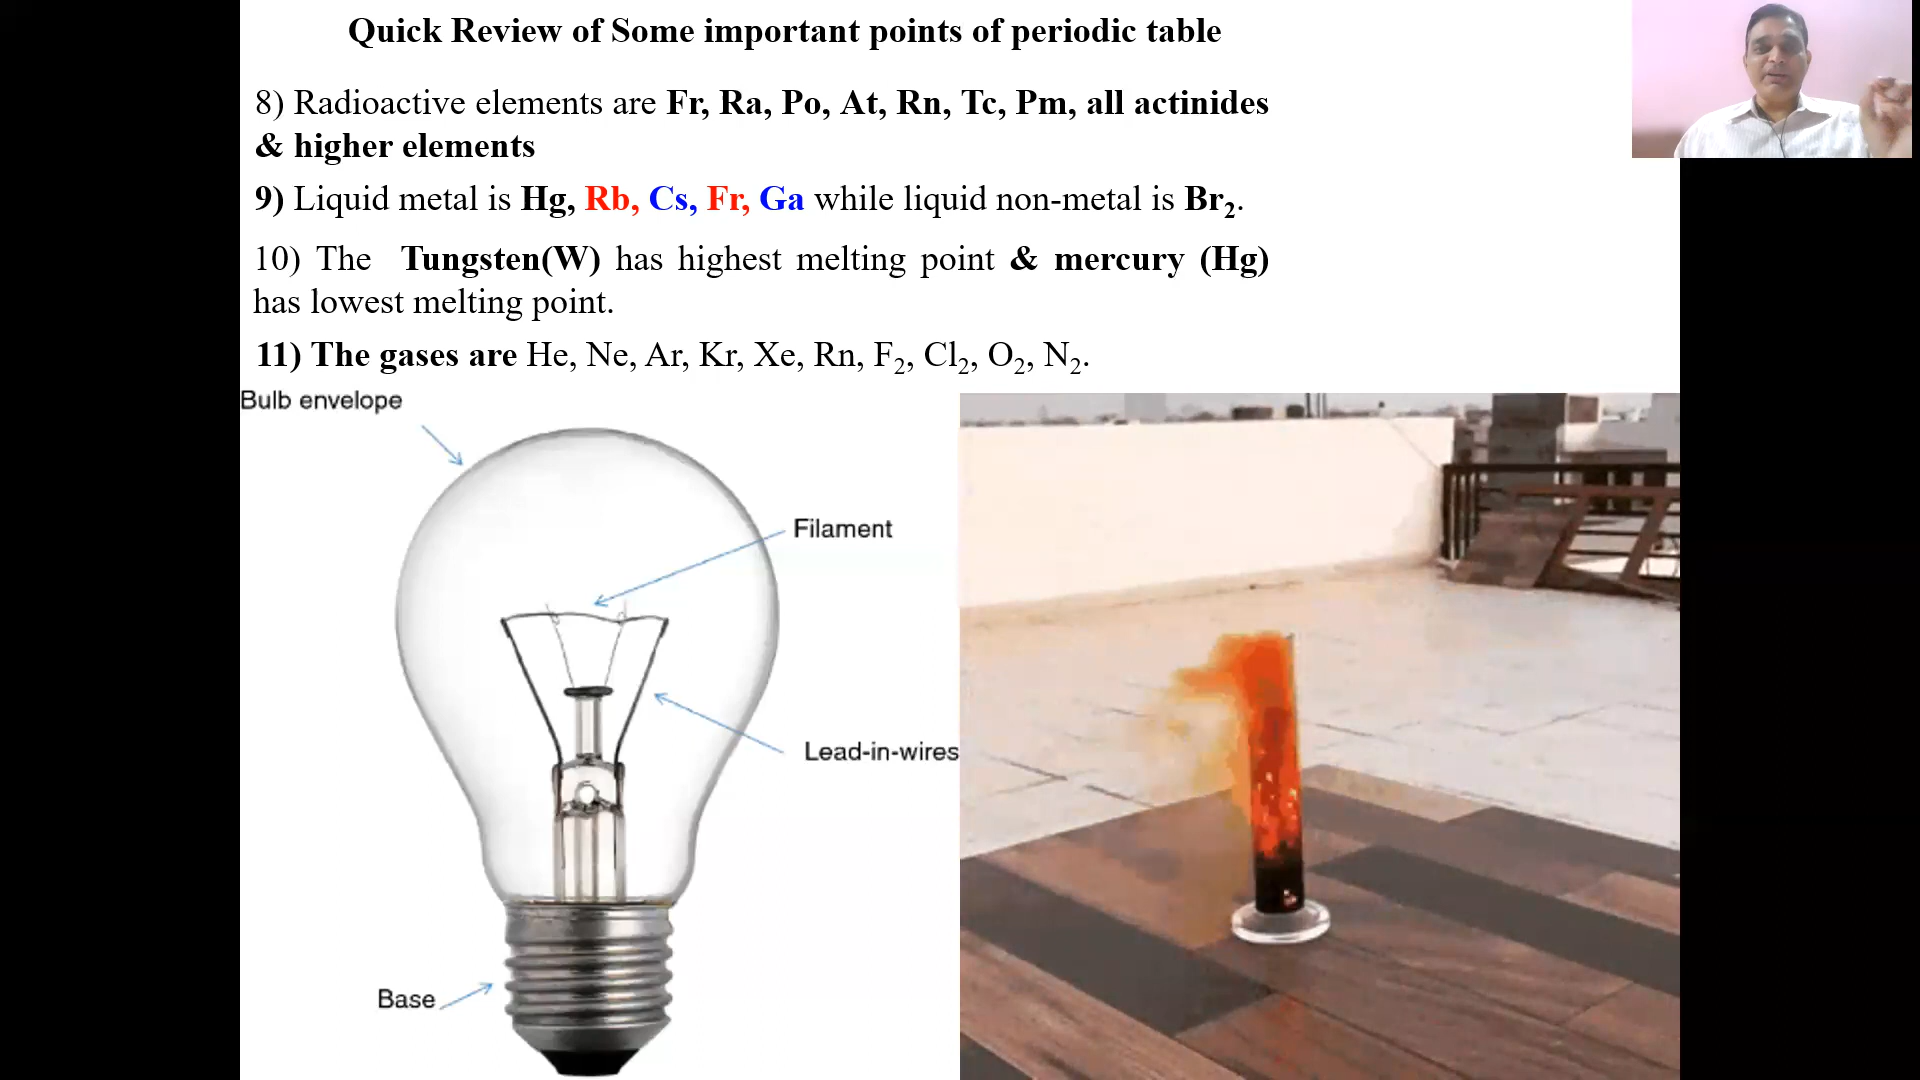 Quick Review of Some important points of periodic table
8) Radioactive elements are Fr, Ra, Po, At, Rn, Tc, Pm, all actinides
& higher elements
9) Liquid metal is Hg, Rb, Cs, Fr, Ga while liquid non-metal is Br₂.
10) The Tungsten(W) has highest melting point & mercury (Hg)
has lowest melting point.
11) The gases are He, Ne, Ar, Kr, Xe, Rn, F₂, Cl₂, O₂, N₂.
Bulb envelope
Filament
Lead-in-wires
Base